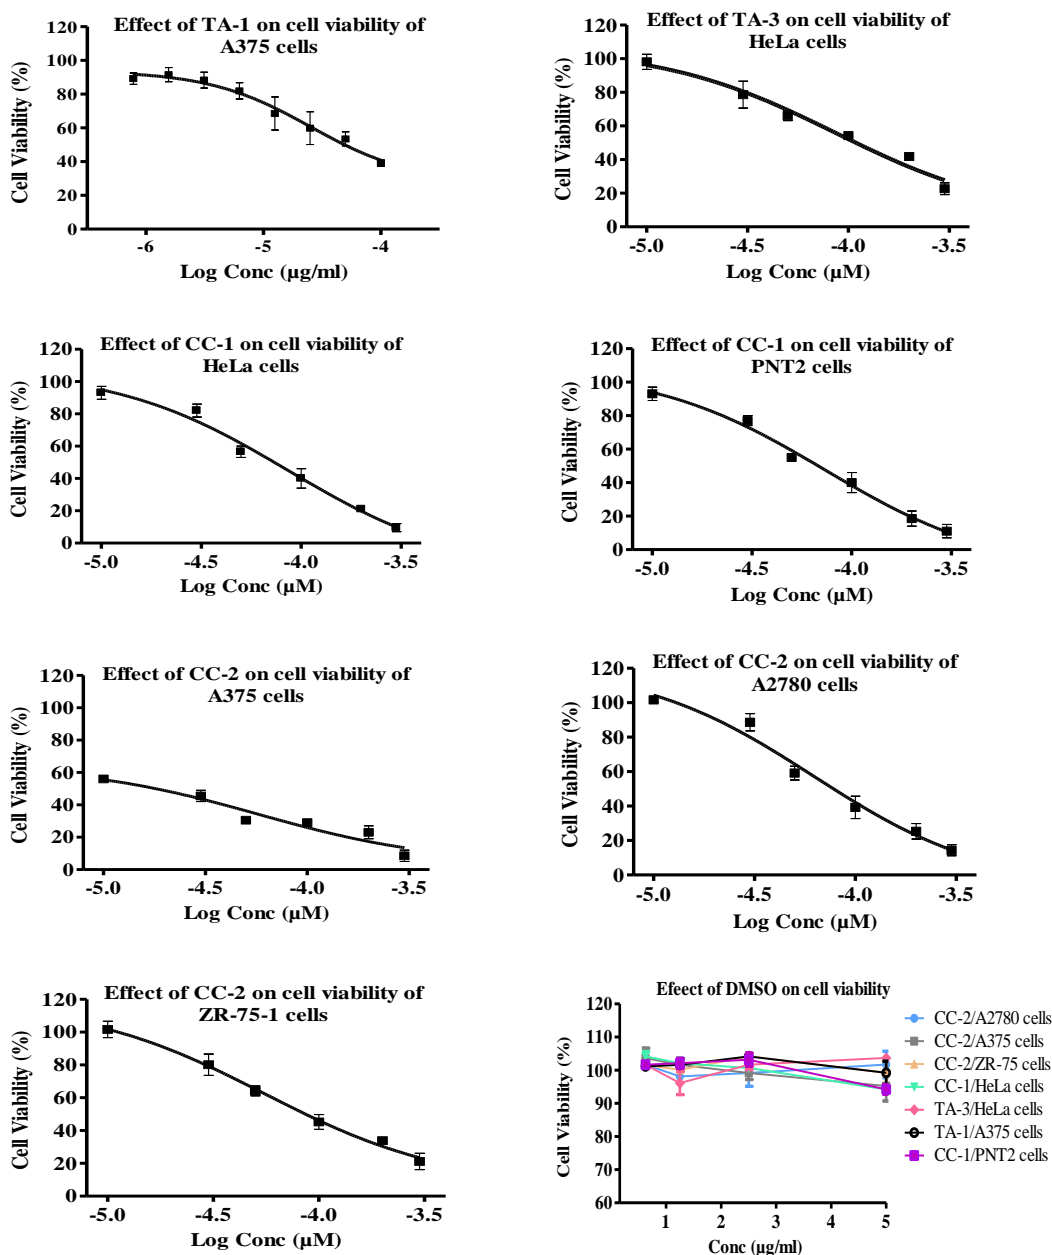 Effect of TA-1 on cell viability of
A375 cells
Cell Viability (%)
120
100
80
60
40
20
0
-6
-5
-4
Log Conc (µg/ml)
Effect of TA-3 on cell viability of
HeLa cells
Cell Viability (%)
120
100
80
60
40
20
0
-5.0
-4.5
-4.0
-3.5
Log Conc (µM)
Effect of CC-1 on cell viability of
HeLa cells
Cell Viability (%)
120
100
80
60
40
20
0
-5.0
-4.5
-4.0
-3.5
Log Conc (µM)
Effect of CC-1 on cell viability of
PNT2 cells
Cell Viability (%)
120
100
80
60
40
20
0
-5.0
-4.5
-4.0
-3.5
Log Conc (µM)
Effect of CC-2 on cell viability of
A375 cells
Cell Viability (%)
120
100
80
60
40
20
0
-5.0
-4.5
-4.0
-3.5
Log Conc (µM)
Effect of CC-2 on cell viability of
A2780 cells
Cell Viability (%)
120
100
80
60
40
20
0
-5.0
-4.5
-4.0
-3.5
Log Conc (µM)
Effect of CC-2 on cell viability of
ZR-75-1 cells
Cell Viability (%)
120
100
80
60
40
20
0
-5.0
-4.5
-4.0
-3.5
Log Conc (µM)
Efeect of DMSO on cell viability
Cell Viability (%)
120
110
100
90
80
70
60
1
2
3
4
5
Conc (µg/ml)
CC-2/A2780 cells
CC-2/A375 cells
CC-2/ZR-75 cells
CC-1/HeLa cells
TA-3/HeLa cells
TA-1/A375 cells
CC-1/PNT2 cells